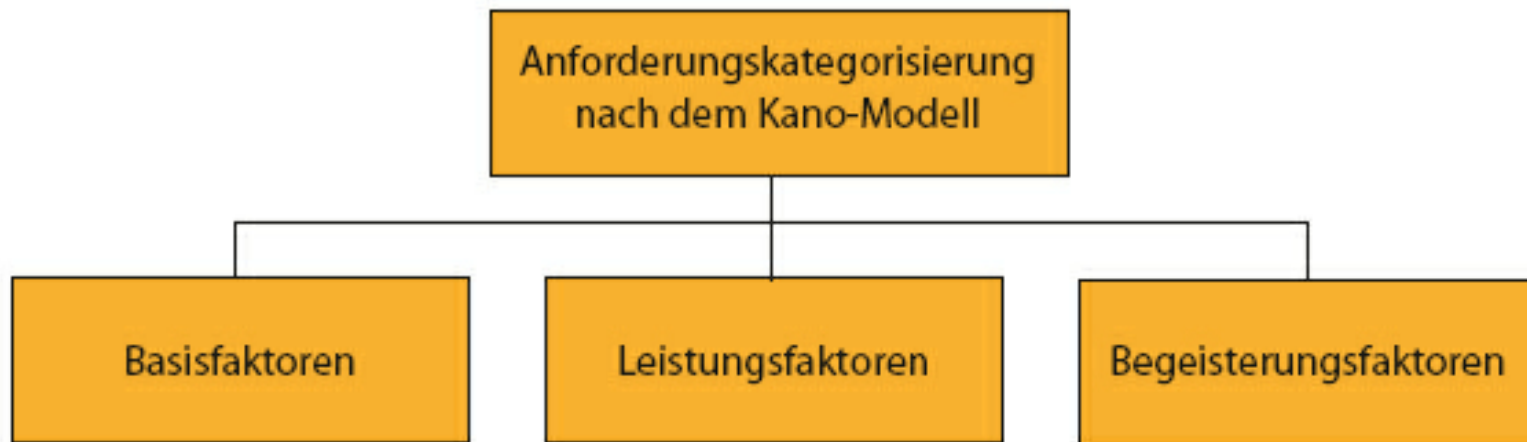 Anforderungskategorisierung
nach dem Kano-Modell
Basisfaktoren
Leistungsfaktoren
Begeisterungsfaktoren